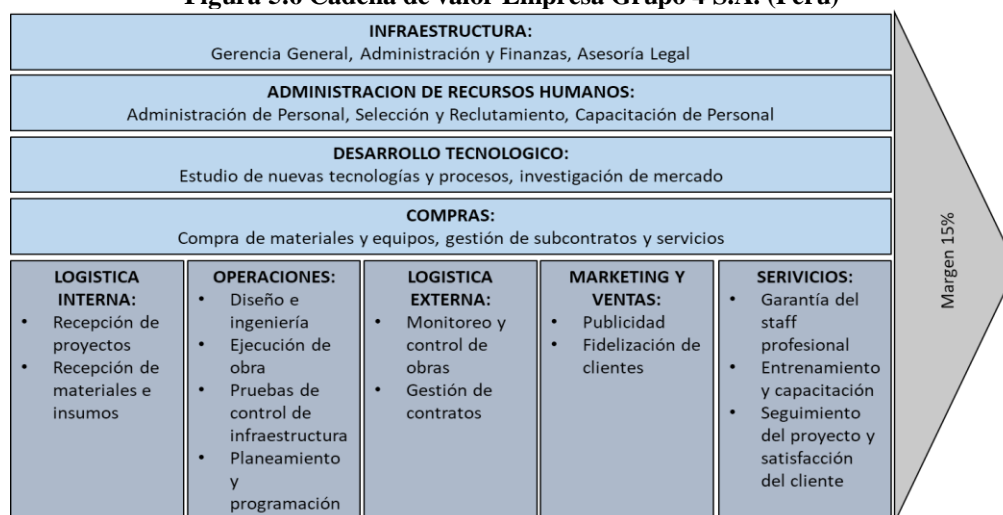 Figura 5.6 Cadena de valor Empresa Grupo 4 S.A. (Perú)
INFRAESTRUCTURA:
Gerencia General, Administración y Finanzas, Asesoría Legal
ADMINISTRACION DE RECURSOS HUMANOS:
Administración de Personal, Selección y Reclutamiento, Capacitación de Personal
DESARROLLO TECNOLOGICO:
Estudio de nuevas tecnologías y procesos, investigación de mercado
COMPRAS:
Compra de materiales y equipos, gestión de subcontratos y servicios
LOGISTICA
INTERNA:
• Recepción de
proyectos
• Recepción de
materiales e
insumos
OPERACIONES:
• Diseño e
ingeniería
• Ejecución de
obra
• Pruebas de
control de
infraestructura
• Planeamiento
y
programación
LOGISTICA
EXTERNA:
• Monitoreo y
control de
obras
• Gestión de
contratos
MARKETING Y
VENTAS:
• Publicidad
• Fidelización de
clientes
SERIVICIOS:
• Garantía del
staff
profesional
• Entrenamiento
y capacitación
• Seguimiento
del proyecto y
satisfacción
del cliente
Margen 15%